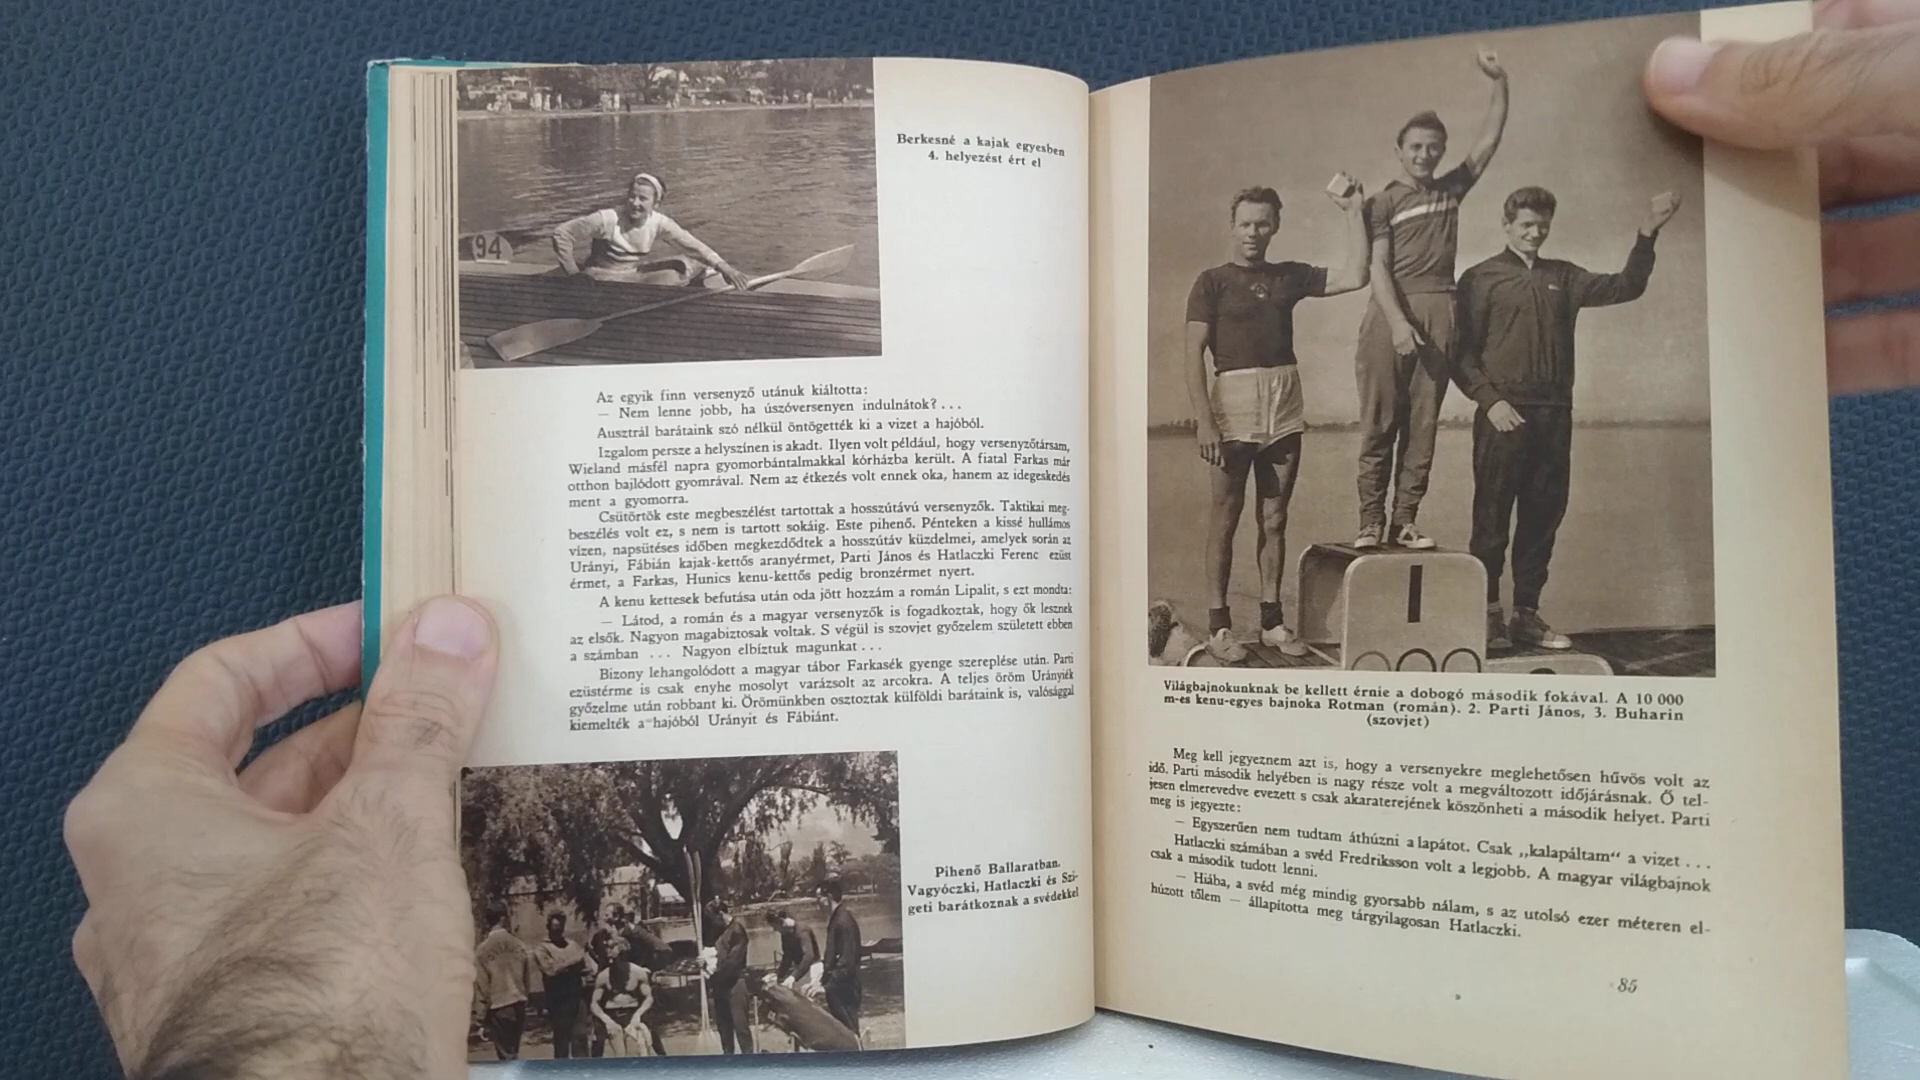 94
Berkesné a kajak egyesben
4. helyezést ért el
Az egyik finn versenyző utánuk kiáltotta:
— Nem lenne jobb, ha úszóversenyen indulnátok? . . .
Ausztrál barátaink szó nélkül öntögették ki a vizet a hajóból.
Izgalom persze a helyszínen is akadt. Ilyen volt például, hogy versenyzőtársam,
Wieland másfél napra gyomorbántalmakkal kórházba került. A fiatal Farkas már
otthon bajlódott gyomrával. Nem az étkezés volt ennek oka, hanem az idegeskedés
ment a gyomorra.
Csütörtök este megbeszélést tartottak a hosszútávú versenyzők. Taktikai meg-
beszélés volt ez, s nem is tartott sokáig. Este pihenő. Pénteken a kissé hullámos
vízen, napsütéses időben megkezdődtek a hosszútáv küzdelmei, amelyek során az
Urányi, Fábián kajak-kettős aranyérmet, Parti János és Hatlaczki Ferenc ezüst
érmet, a Farkas, Hunics kenu-kettős pedig bronzérmet nyert.
A kenu kettesek befutása után oda jött hozzám a román Lipalit, s ezt mondta:
— Látod, a román és a magyar versenyzők is fogadkoztak, hogy ők lesznek
az elsők. Nagyon magabiztosak voltak. S végül is szovjet győzelem született ebben
a számban . . . Nagyon elbíztuk magunkat . . .
Bizony lehangolódott a magyar tábor Farkasék gyenge szereplése után. Parti
ezüstérme is csak enyhe mosolyt varázsolt az arcokra. A teljes öröm Urányiék
győzelme után robbant ki. Örömünkben osztoztak külföldi barátaink is, valósággal
kiemelték a hajóból Urányit és Fábiánt.
Pihenő Ballaratban.
Vagyóczki, Hatlaczki és Szi-
geti barátkoznak a svédekkel
1
Világbajnokunknak be kellett érnie a dobogó második fokával. A 10 000
m-es kenu-egyes bajnoka Rotman (román). 2. Parti János, 3. Buharin
(szovjet)
Meg kell jegyeznem azt is, hogy a versenyekre meglehetősen hűvös volt az
idő. Parti második helyében is nagy része volt a megváltozott időjárásnak. Ő tel-
jesen elmerevedve evezett s csak akaraterejének köszönheti a második helyet. Parti
meg is jegyezte:
— Egyszerűen nem tudtam áthúzni a lapátot. Csak „kalapáltam“ a vizet . . .
Hatlaczki számában a svéd Fredriksson volt a legjobb. A magyar világbajnok
csak a második tudott lenni.
— Hiába, a svéd még mindig gyorsabb nálam, s az utolsó ezer méteren el-
húzott tőlem — állapította meg tárgyilagosan Hatlaczki.
85